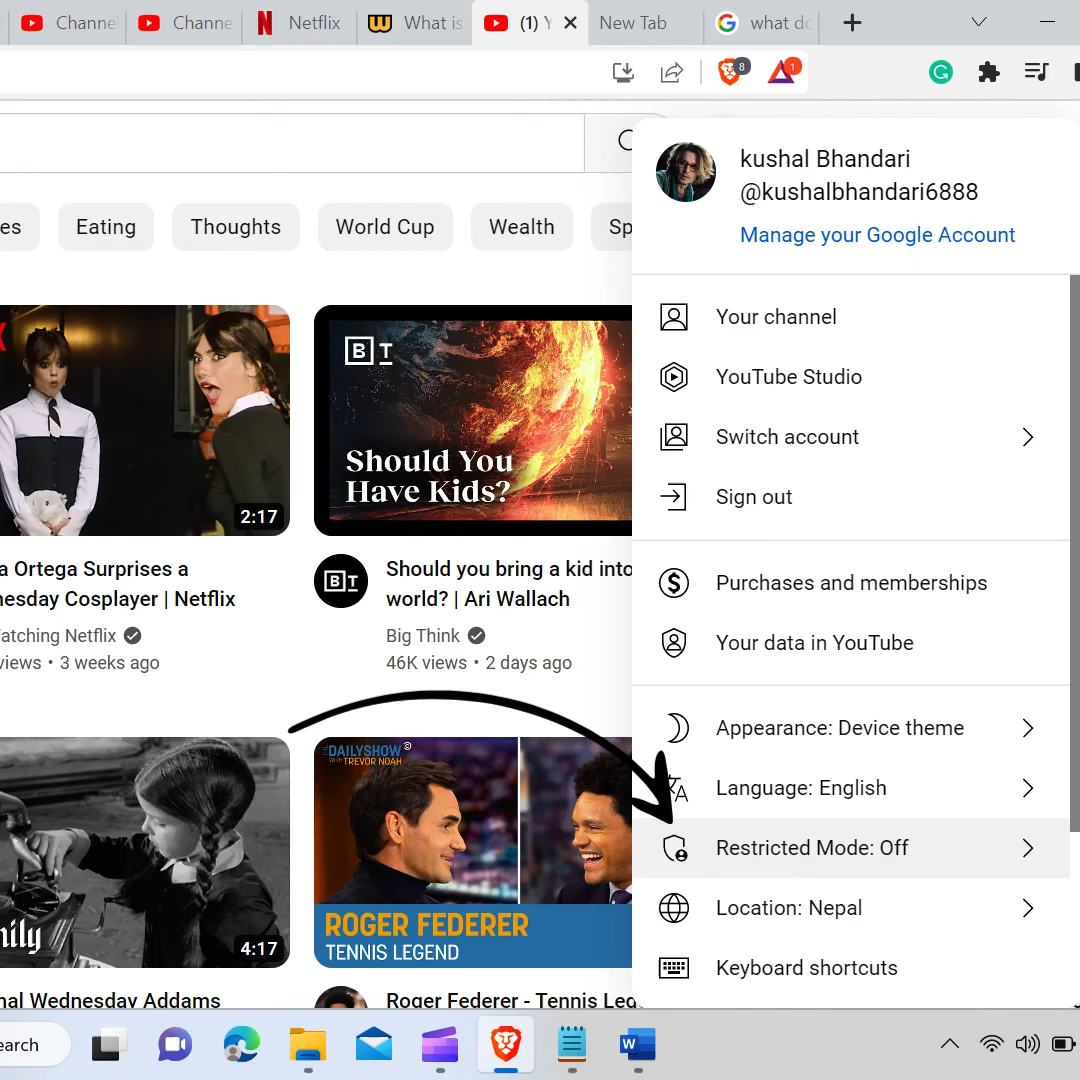 Channe
Channe
Netflix
What is
(1) Y
New Tab
what do
8
1
kushal Bhandari
@kushalbhandari6888
Manage your Google Account
es
Eating
Thoughts
World Cup
Wealth
Sp
Your channel
YouTube Studio
Switch account
Sign out
Purchases and memberships
Your data in YouTube
Appearance: Device theme
Language: English
Restricted Mode: Off
Location: Nepal
Keyboard shortcuts
2:17
B T
Should You
Have Kids?
a Ortega Surprises a
nesday Cosplayer | Netflix
atching Netflix
views • 3 weeks ago
BT
Should you bring a kid into
world? | Ari Wallach
Big Think
46K views • 2 days ago
mily
4:17
THE DAILYSHOW
WITH TREVOR NOAH
ROGER FEDERER
TENNIS LEGEND
nal Wednesday Addams
Roger Federer - Tennis Leg
earch
W